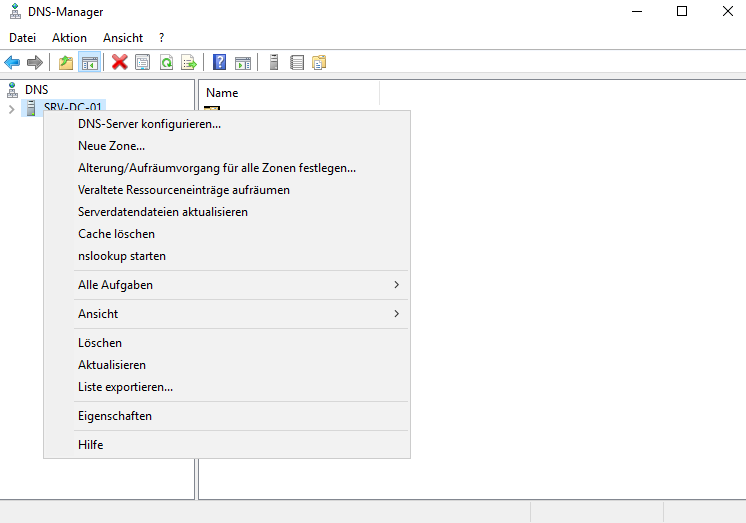 DNS-Manager
Datei Aktion Ansicht ?
DNS
SRV-DC-01
Name
DNS-Server konfigurieren...
Neue Zone...
Alterung/Aufräumvorgang für alle Zonen festlegen...
Veraltete Ressourceneinträge aufräumen
Serverdatendateien aktualisieren
Cache löschen
nslookup starten
Alle Aufgaben
Ansicht
Löschen
Aktualisieren
Liste exportieren...
Eigenschaften
Hilfe